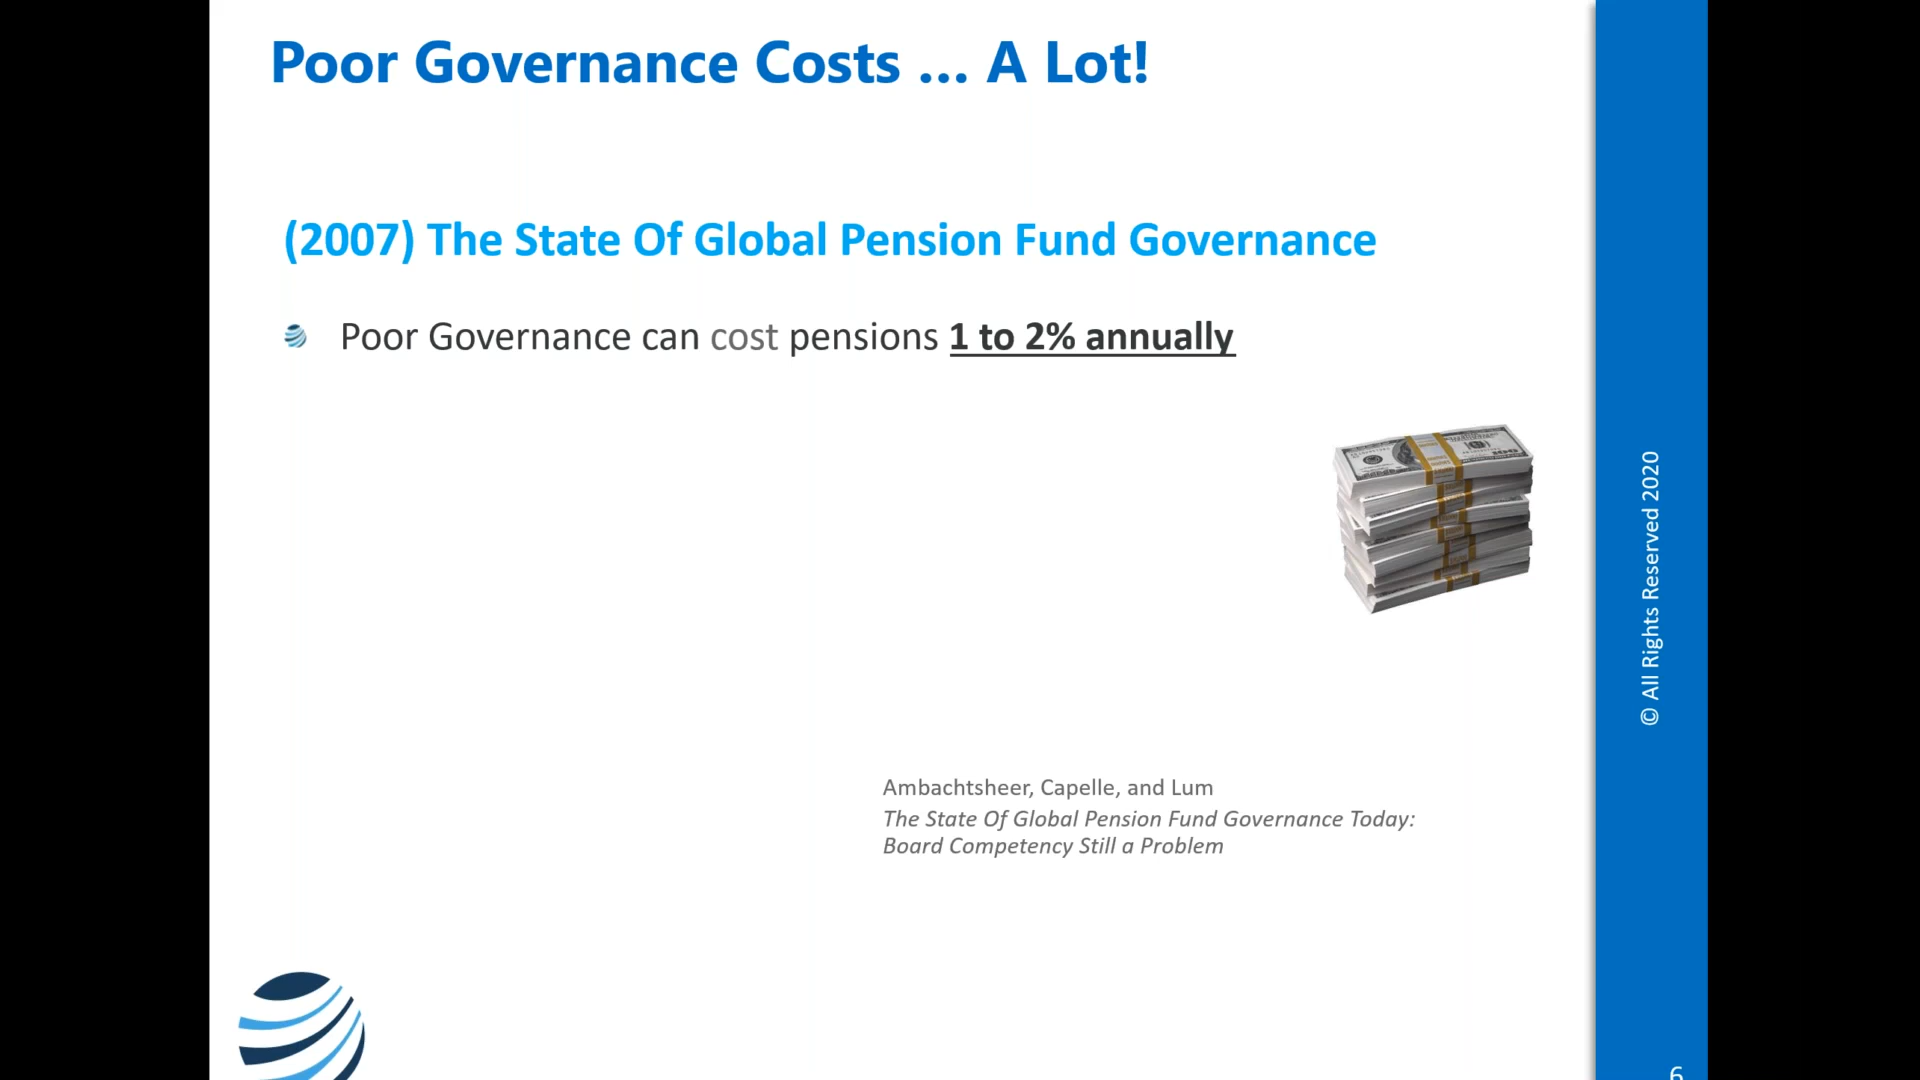 Poor Governance Costs ... A Lot!
(2007) The State Of Global Pension Fund Governance
Poor Governance can cost pensions 1 to 2% annually
Ambachtsheer, Capelle, and Lum
The State Of Global Pension Fund Governance Today:
Board Competency Still a Problem
© All Rights Reserved 2020
6